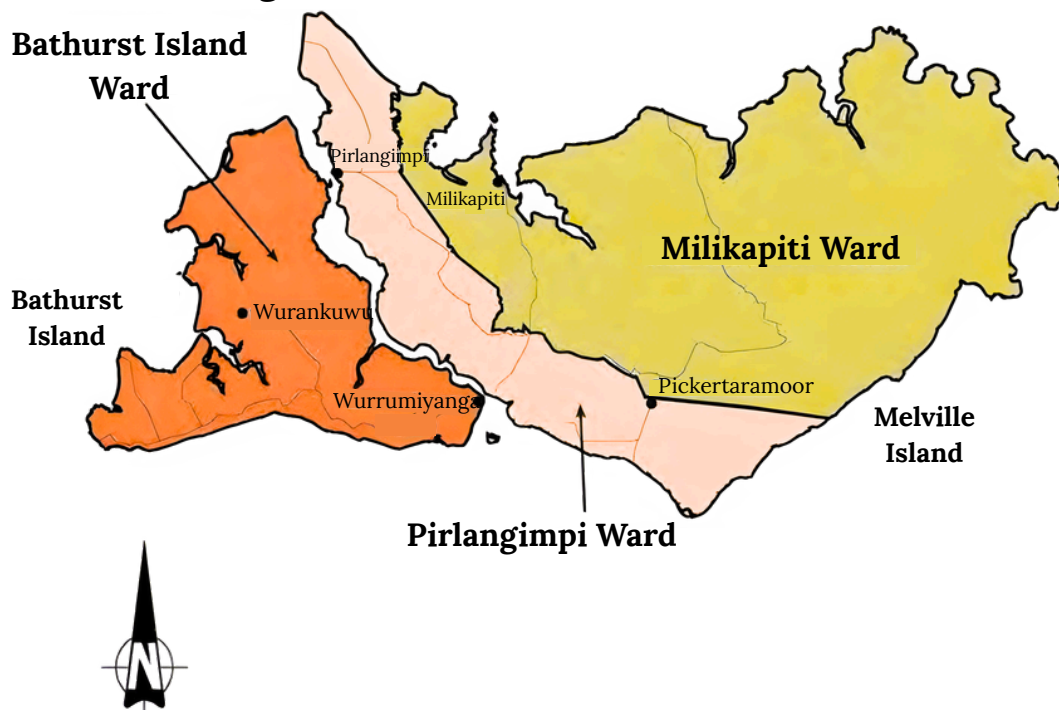 Bathurst Island
Ward
Pirlangimpi
Milikapiti
Milikapiti Ward
Bathurst
Island
Wurankuwu
Pickertaramoor
Wurrumiyanga
Melville
Island
Pirlangimpi Ward
N